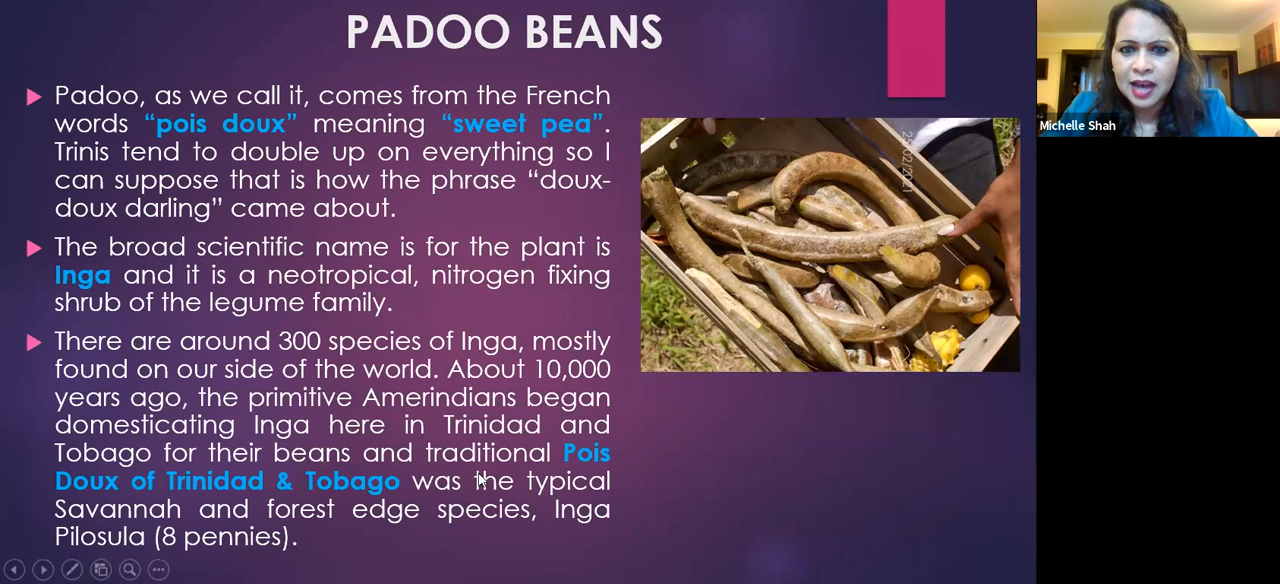 PADOO BEANS
Padoo, as we call it, comes from the French
words “pois doux” meaning “sweet pea”.
Trinis tend to double up on everything so I
can suppose that is how the phrase “doux-
doux darling” came about.
The broad scientific name is for the plant is
Inga and it is a neotropical, nitrogen fixing
shrub of the legume family.
There are around 300 species of Inga, mostly
found on our side of the world. About 10,000
years ago, the primitive Amerindians began
domesticating Inga here in Trinidad and
Tobago for their beans and traditional Pois
Doux of Trinidad & Tobago was the typical
Savannah and forest edge species, Inga
Pilosula (8 pennies).
Michelle Shah